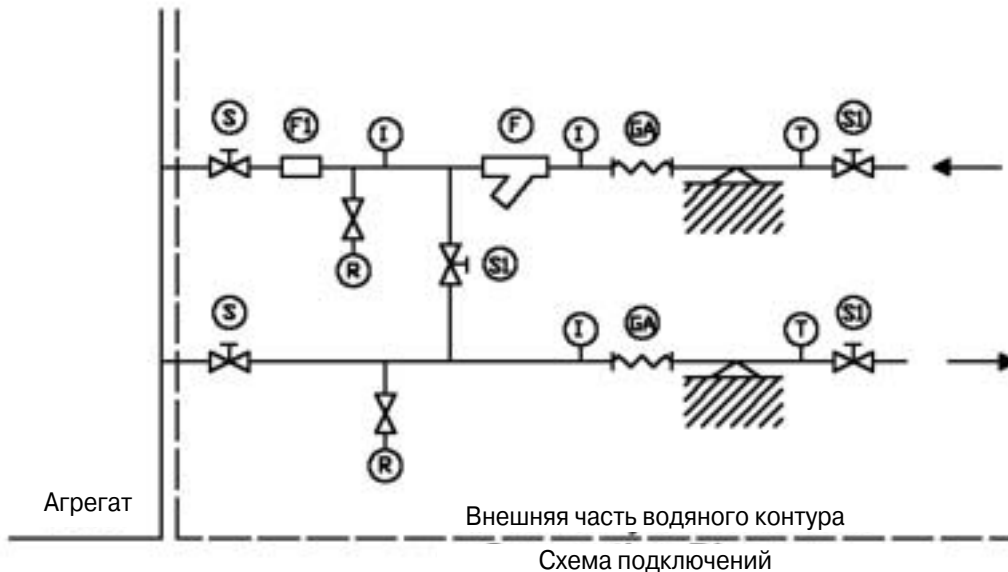 S F1 I F I GA T S1
R S1
S I GA T S1
R
Агрегат
Внешняя часть водяного контура
Схема подключений